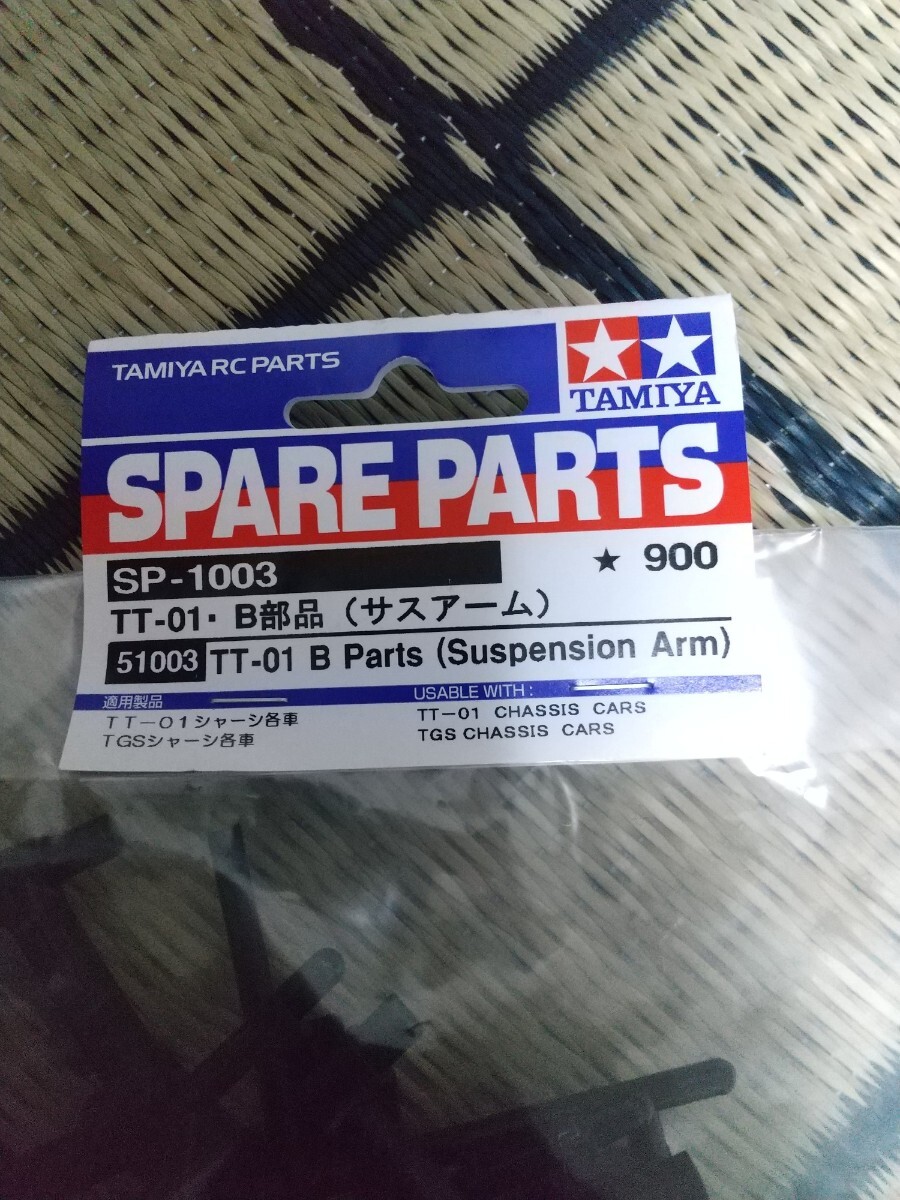 TAMIYA RC PARTS
TAMIYA
SPARE PARTS
SP-1003
★ 900
TT-01・B部品（サスアーム）
51003 TT-01 B Parts (Suspension Arm)
適用製品
TT－01シャーシ各車
TGSシャーシ各車
USABLE WITH :
TT－01 CHASSIS CARS
TGS CHASSIS CARS